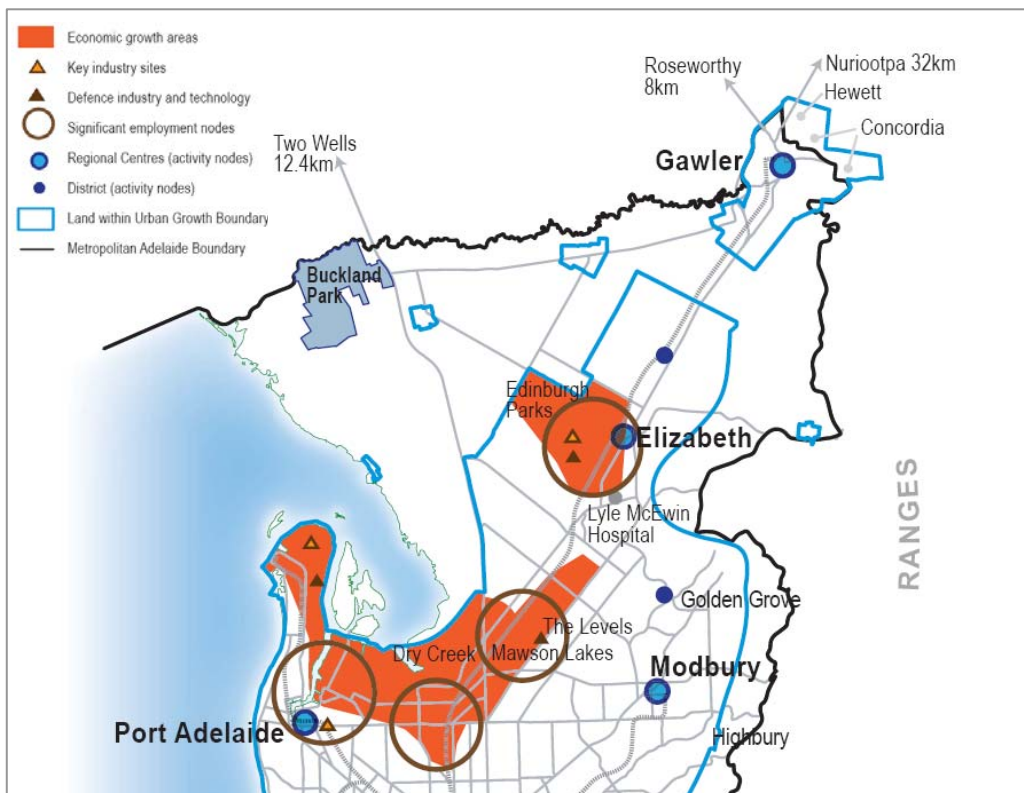 Economic growth areas
Key industry sites
Defence industry and technology
Significant employment nodes
Regional Centres (activity nodes)
District (activity nodes)
Land within Urban Growth Boundary
Metropolitan Adelaide Boundary
Roseworthy
8km
Nuriootpa 32km
Hewett
Concordia
Two Wells
12.4km
Gawler
Buckland
Park
Edinburgh
Parks
Elizabeth
Lyle McEwin
Hospital
RANGES
Golden Grove
The Levels
Dry Creek
Mawson Lakes
Modbury
Port Adelaide
Highbury